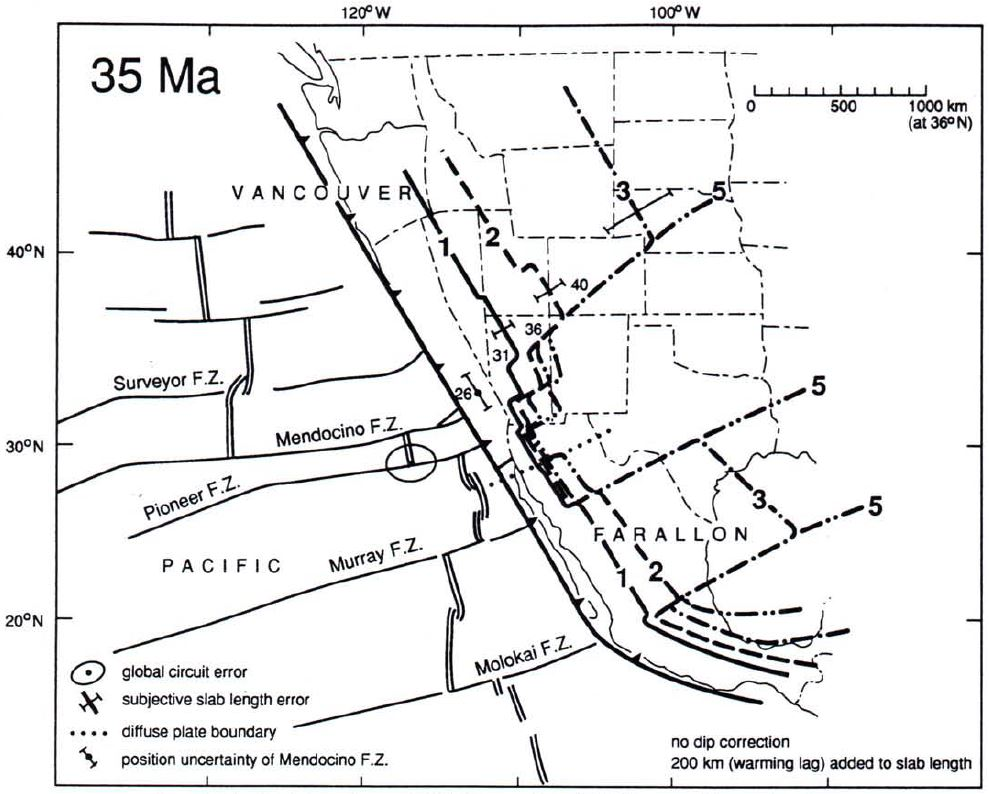 120°W
100°W
35 Ma
0 500 1000 km
(at 36°N)
VANCOUVER
3
5
1
2
40°N
40
36
31
26
Surveyor F.Z.
5
Mendocino F.Z.
30°N
Pioneer F.Z.
3
5
FARALLON
PACIFIC
Murray F.Z.
1
2
20°N
Molokai F.Z.
global circuit error
subjective slab length error
diffuse plate boundary
position uncertainty of Mendocino F.Z.
no dip correction
200 km (warming lag) added to slab length